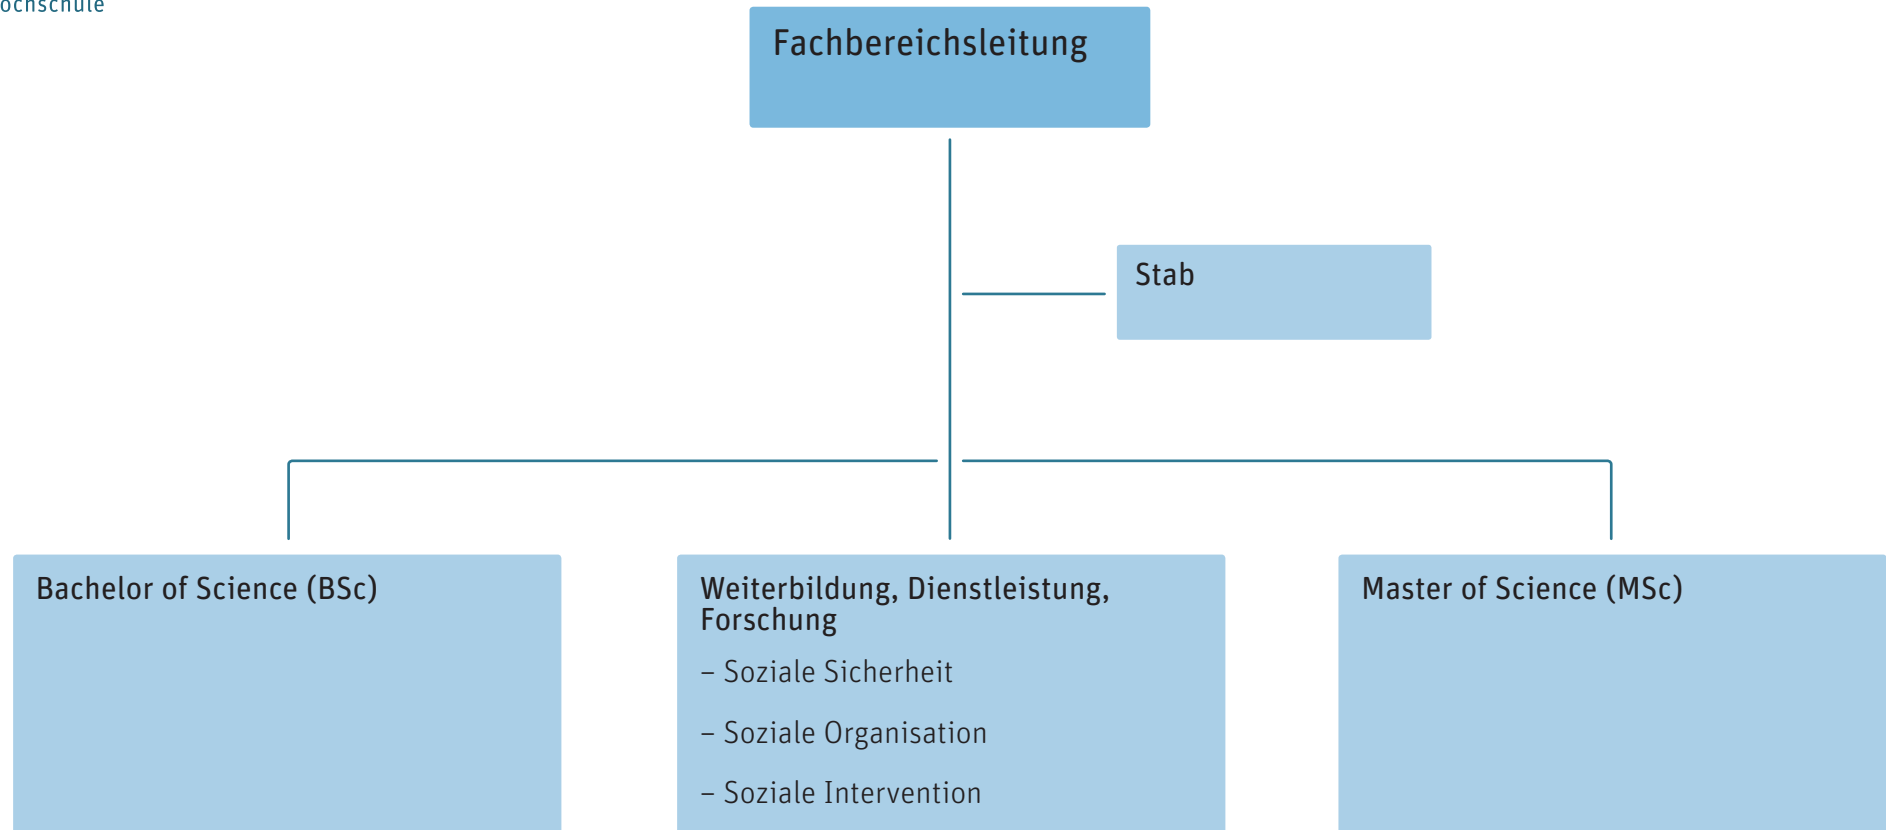 Fachbereichsleitung
Stab
Bachelor of Science (BSc)
Weiterbildung, Dienstleistung,
Forschung
– Soziale Sicherheit
– Soziale Organisation
– Soziale Intervention
Master of Science (MSc)